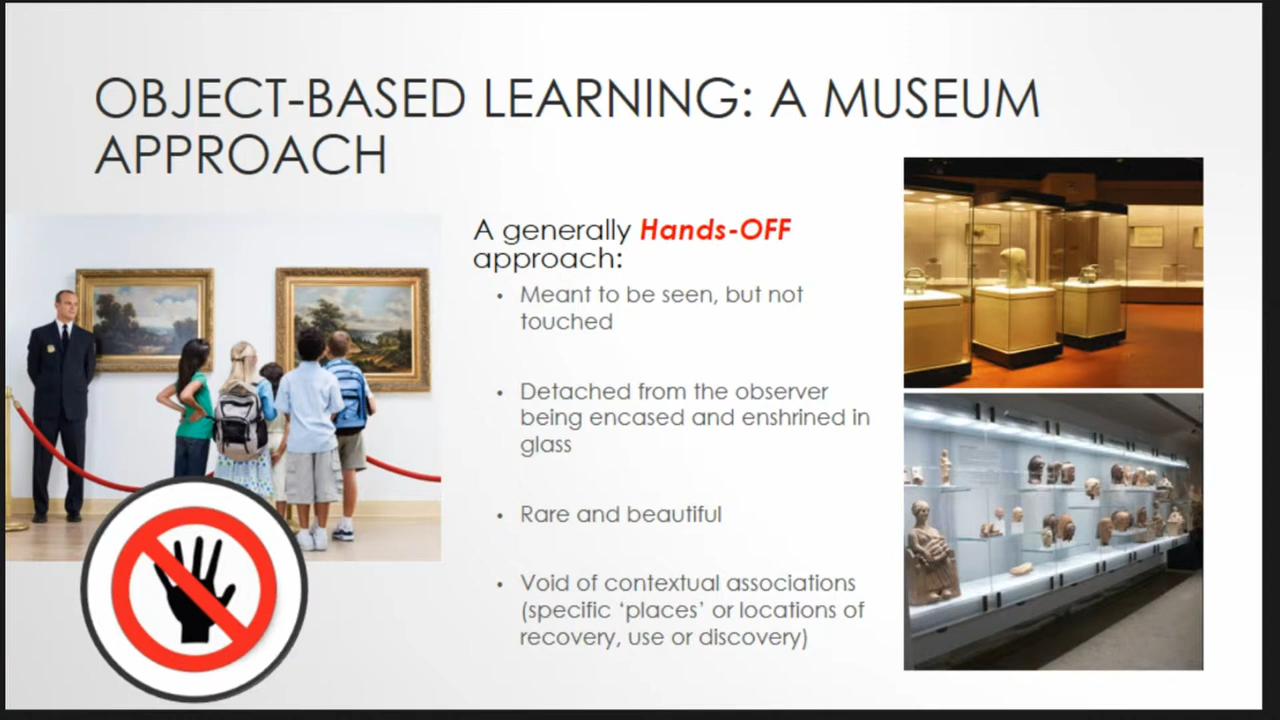 OBJECT-BASED LEARNING: A MUSEUM
APPROACH
A generally Hands-OFF
approach:
• Meant to be seen, but not
touched
• Detached from the observer
being encased and enshrined in
glass
• Rare and beautiful
• Void of contextual associations
(specific ‘places’ or locations of
recovery, use or discovery)